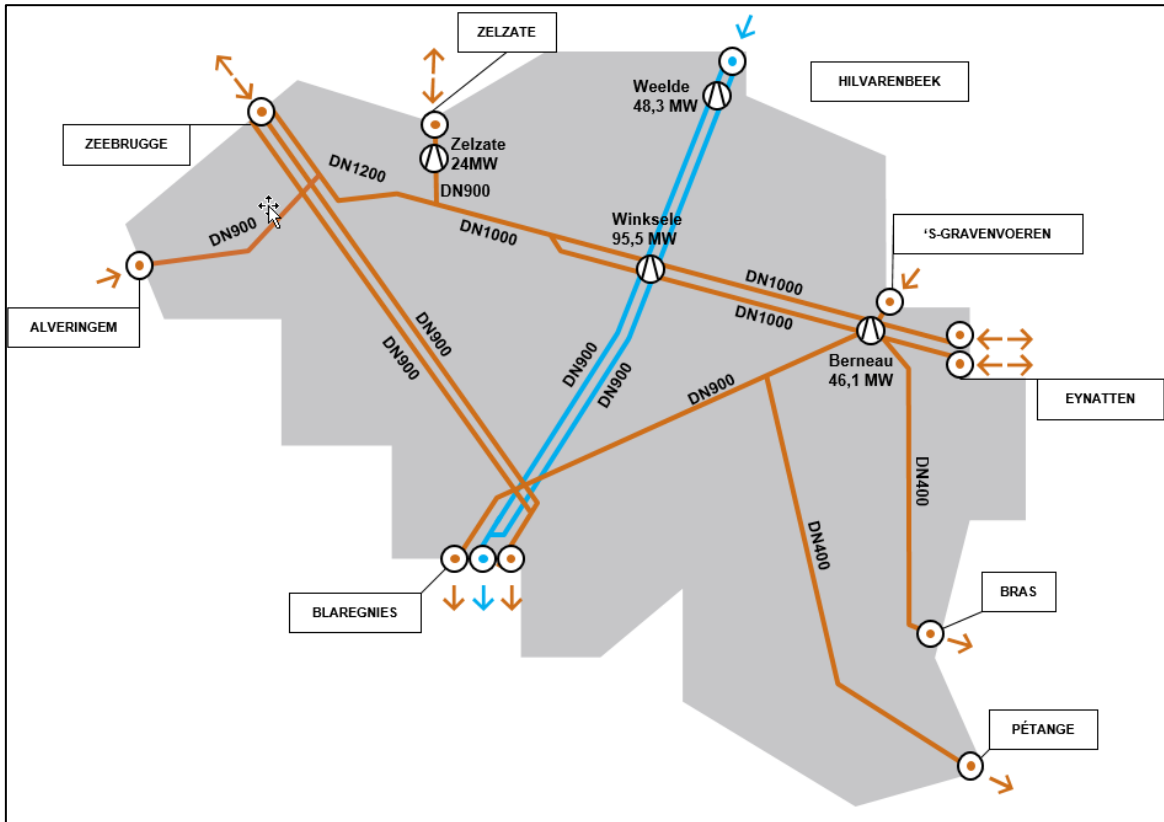 ZELZATE
HILVARENBEEK
Weelde
48,3 MW
ZEEBRUGGE
Zelzate
24MW
DN1200
DN900
DN900
DN1000
Winksele
95,5 MW
'S-GRAVENVOEREN
DN1000
DN1000
ALVERINGEM
DN900
DN900
DN900
DN900
DN900
Berneau
46,1 MW
EYNATTEN
DN400
DN400
BLAREGNIES
BRAS
PÉTANGE